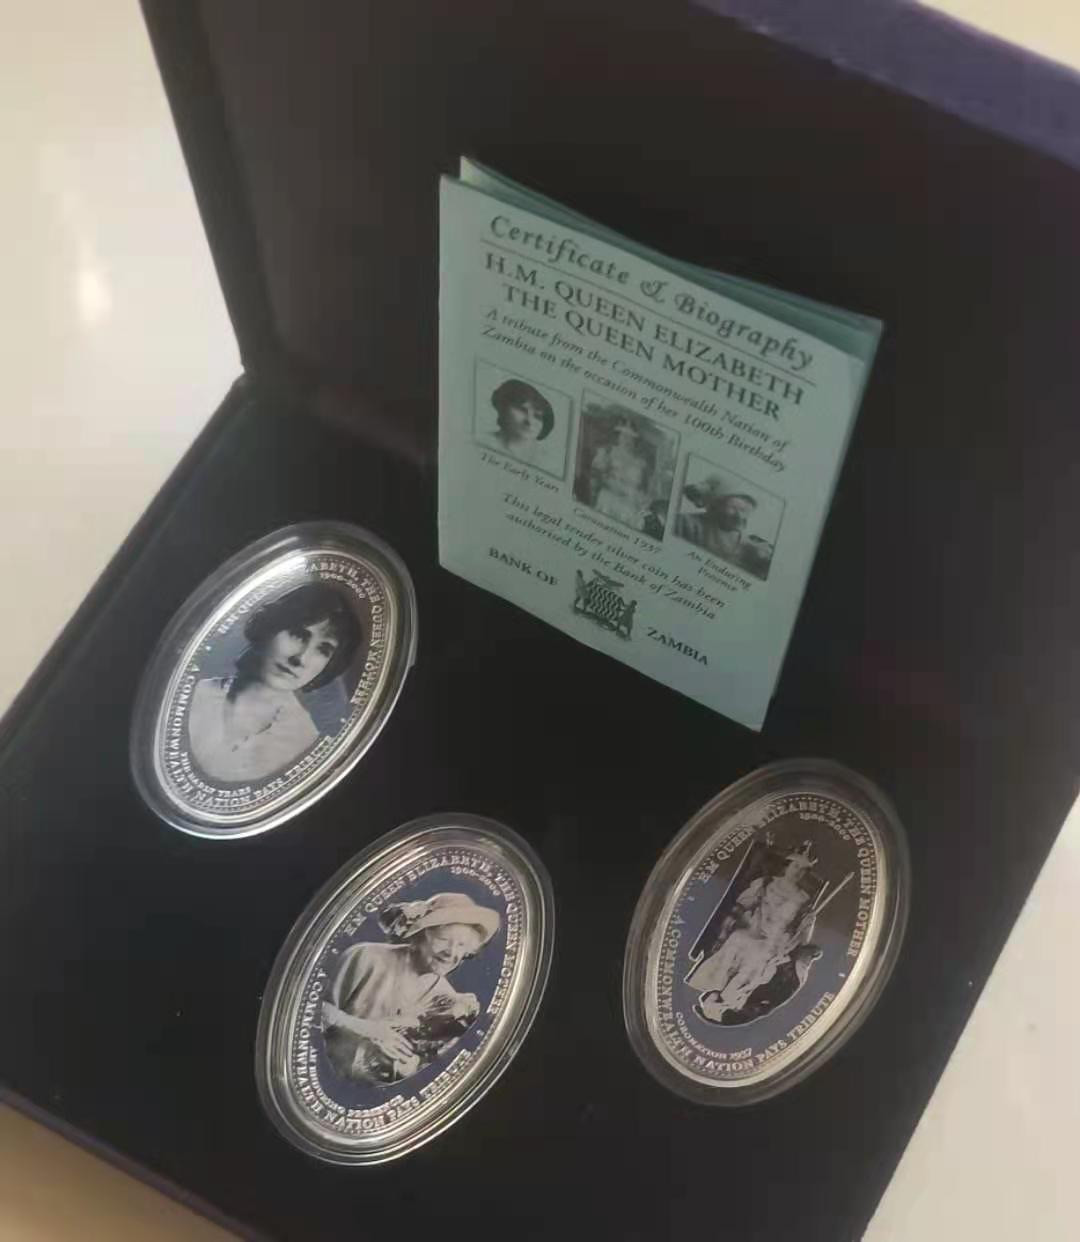 Certificate & Biography
H.M. QUEEN ELIZABETH
THE QUEEN MOTHER
A tribute from the Commonwealth Nation of
Zambia on the occasion of her 100th Birthday
The Early Years
Coronation 1937
An Enduring
Presence
This legal tender silver coin has been
authorised by the Bank of Zambia
BANK OF
ZAMBIA
H.M QUEEN ELIZABETH, THE QUEEN MOTHER
1900-2000
THE EARLY YEARS
A COMMONWEALTH NATION PAYS TRIBUTE
H.M QUEEN ELIZABETH, THE QUEEN MOTHER
1900-2000
AN ENDURING PRESENCE
A COMMONWEALTH NATION PAYS TRIBUTE
H.M QUEEN ELIZABETH, THE QUEEN MOTHER
1900-2000
CORONATION 1937
A COMMONWEALTH NATION PAYS TRIBUTE